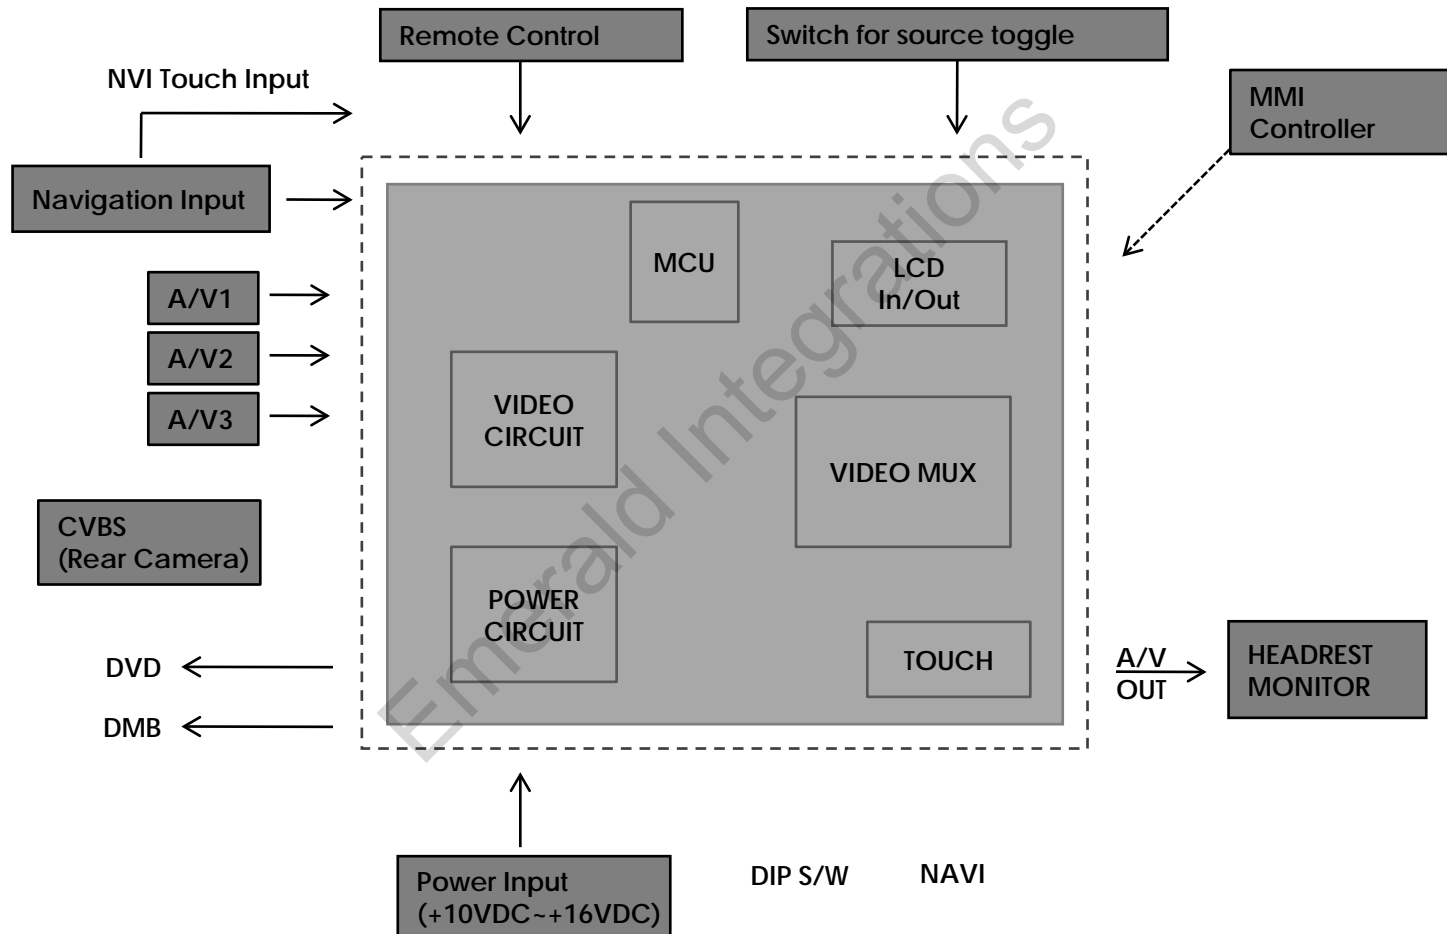 Remote Control
Switch for source toggle
NVI Touch Input
MMI
Controller
Navigation Input
MCU
LCD
In/Out
A/V1
A/V2
A/V3
VIDEO
CIRCUIT
VIDEO MUX
CVBS
(Rear Camera)
POWER
CIRCUIT
TOUCH
DVD
DMB
A/V
OUT
HEADREST
MONITOR
Power Input
(+10VDC~+16VDC)
DIP S/W
NAVI
Emerald Integrations